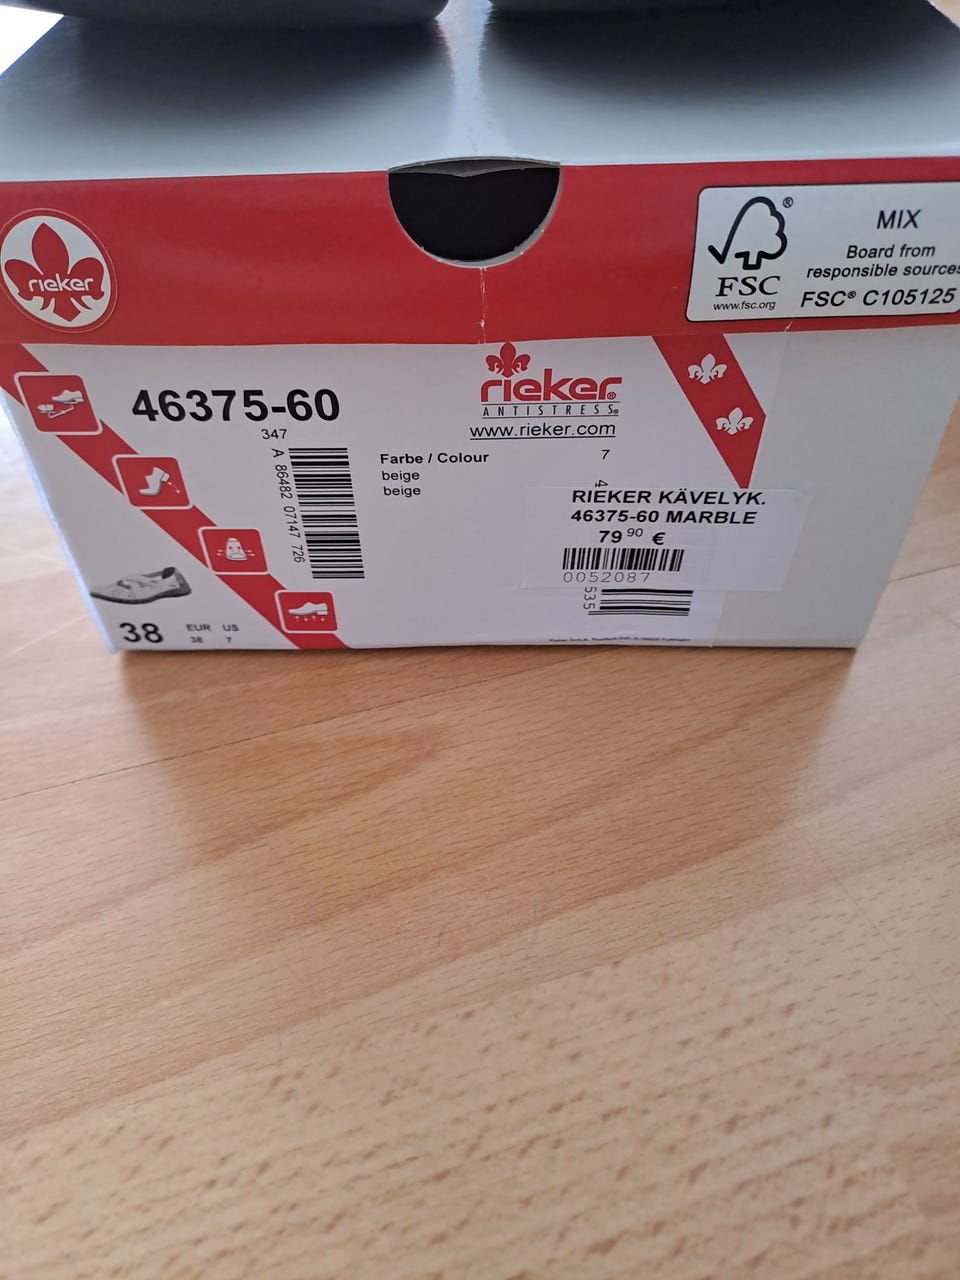 rieker
FSC®
www.fsc.org
MIX
Board from
responsible sources
FSC® C105125
46375-60
347
A 86482 07147 726
rieker®
ANTISTRESS®
www.rieker.com
Farbe / Colour
beige
beige
7
4
RIEKER KÄVELYK.
46375-60 MARBLE
79 90 €
0052087
535
38
EUR US
38 7